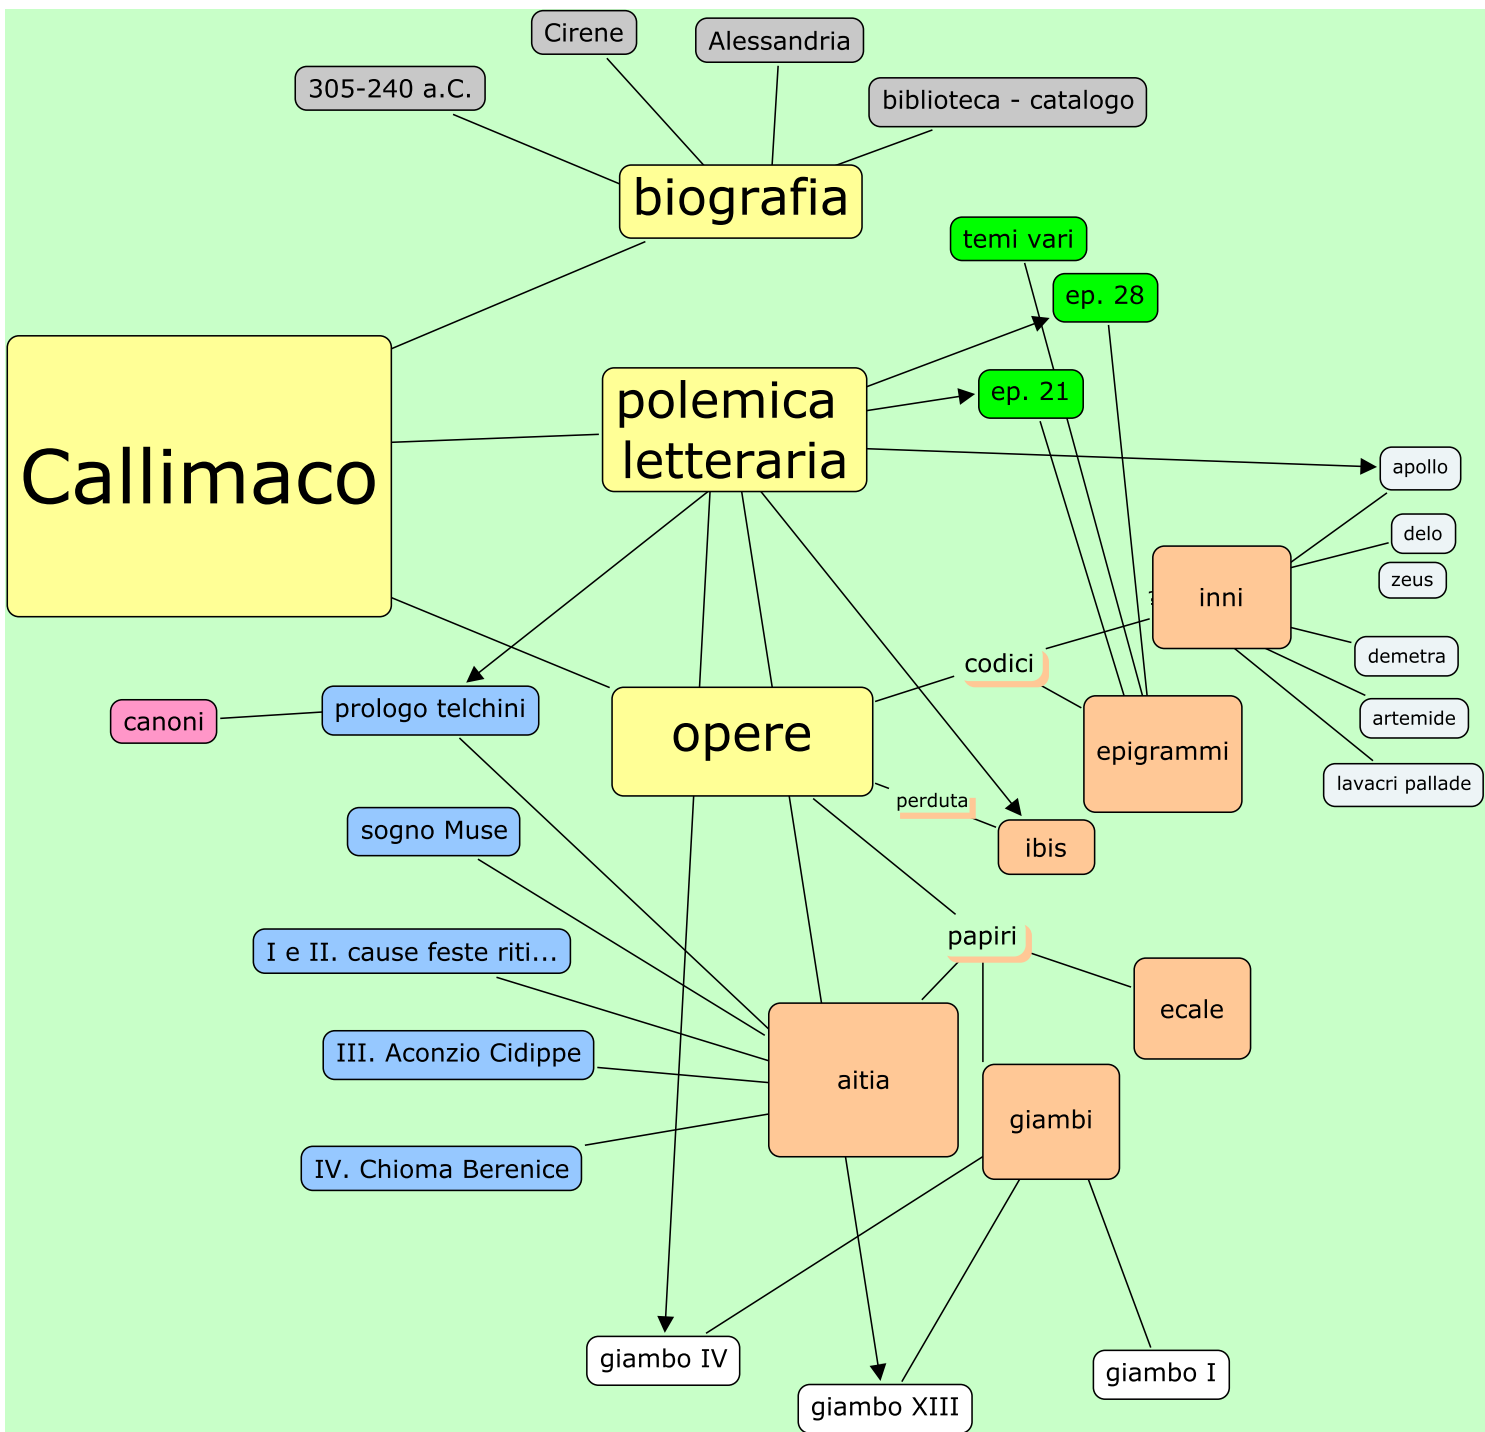 Cirene
Alessandria
305-240 a.C.
biblioteca - catalogo
biografia
temi vari
ep. 28
polemica
letteraria
ep. 21
Callimaco
apollo
delo
zeus
inni
demetra
codici
artemide
prologo telchini
canoni
opere
epigrammi
lavacri pallade
perduta
sogno Muse
ibis
papiri
I e II. cause feste riti...
ecale
III. Aconzio Cidippe
aitia
giambi
IV. Chioma Berenice
giambo IV
giambo I
giambo XIII